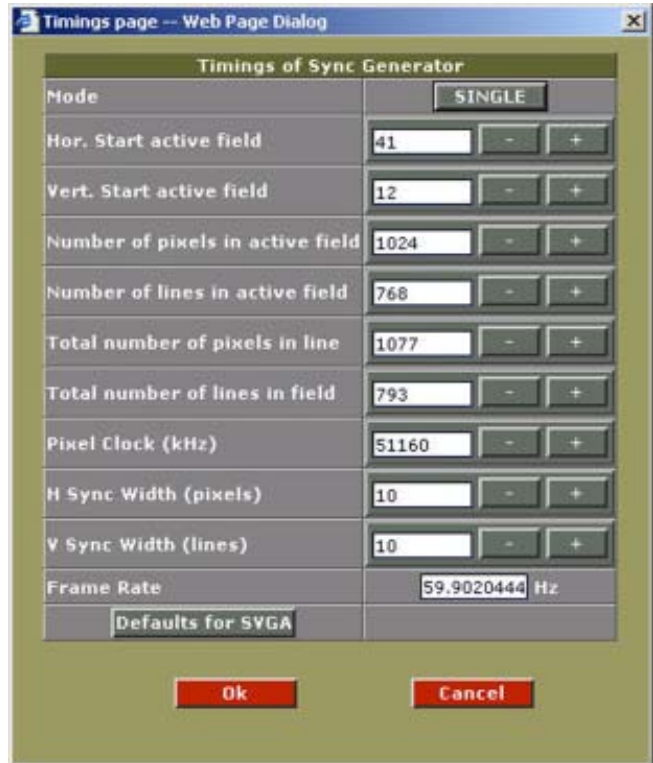 Timings page -- Web Page Dialog
Timings of Sync Generator
Mode SINGLE
Hor. Start active field 41 - +
Vert. Start active field 12 - +
Number of pixels in active field 1024 - +
Number of lines in active field 768 - +
Total number of pixels in line 1077 - +
Total number of lines in field 793 - +
Pixel Clock (kHz) 51160 - +
H Sync Width (pixels) 10 - +
V Sync Width (lines) 10 - +
Frame Rate 59.9020444 Hz
Defaults for SVGA
Ok Cancel